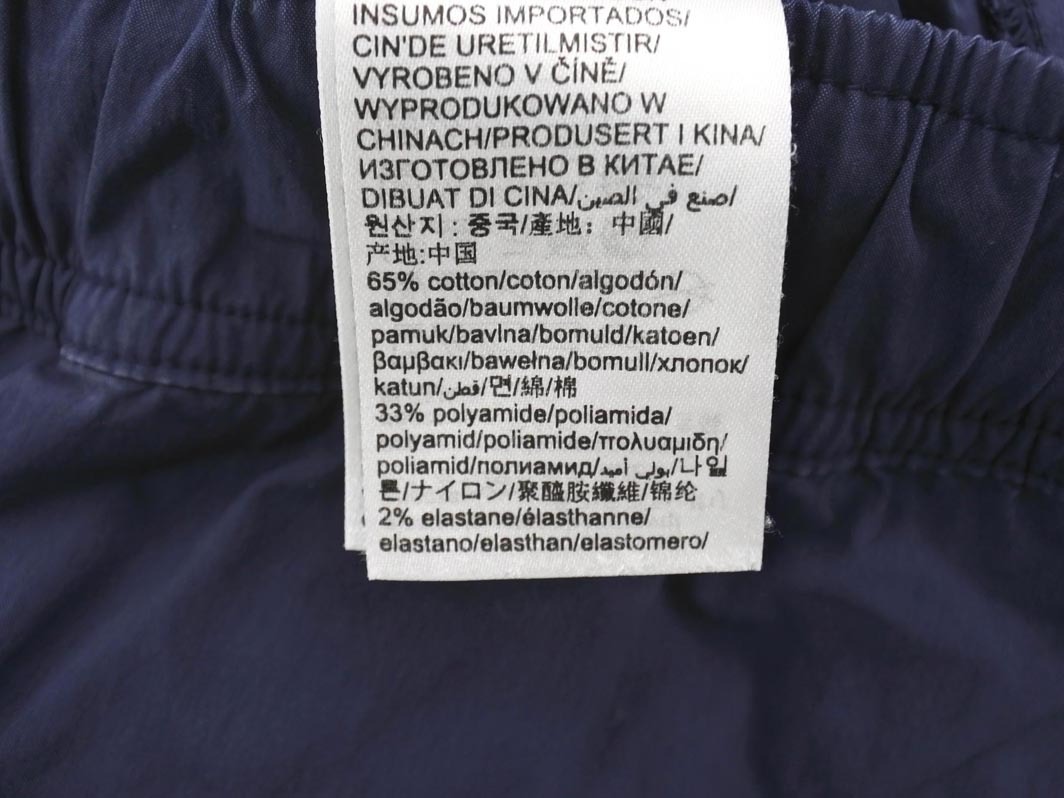 INSUMOS IMPORTADOS/
CIN'DE URETILMISTIR/
VYROBENO V ČÍNĚ/
WYPRODUKOWANO W
CHINACH/PRODUSERT I KINA/
ИЗГОТОВЛЕНО В КИТАЕ/
DIBUAT DI CINA/صنع في الصين/
원산지 : 중국/產地：中國/
产地:中国
65% cotton/coton/algodón/
algodão/baumwolle/cotone/
pamuk/bavlna/bomuld/katoen/
βαμβακι/bawełna/bomull/хлопок/
katun/قطن/면/綿/棉
33% polyamide/poliamida/
polyamid/poliamide/πολυαμιδη/
poliamid/полиамид/بولي أميد/나일
론/ナイロン/聚醯胺纖維/锦纶
2% elastane/élasthanne/
elastano/elasthan/elastomero/